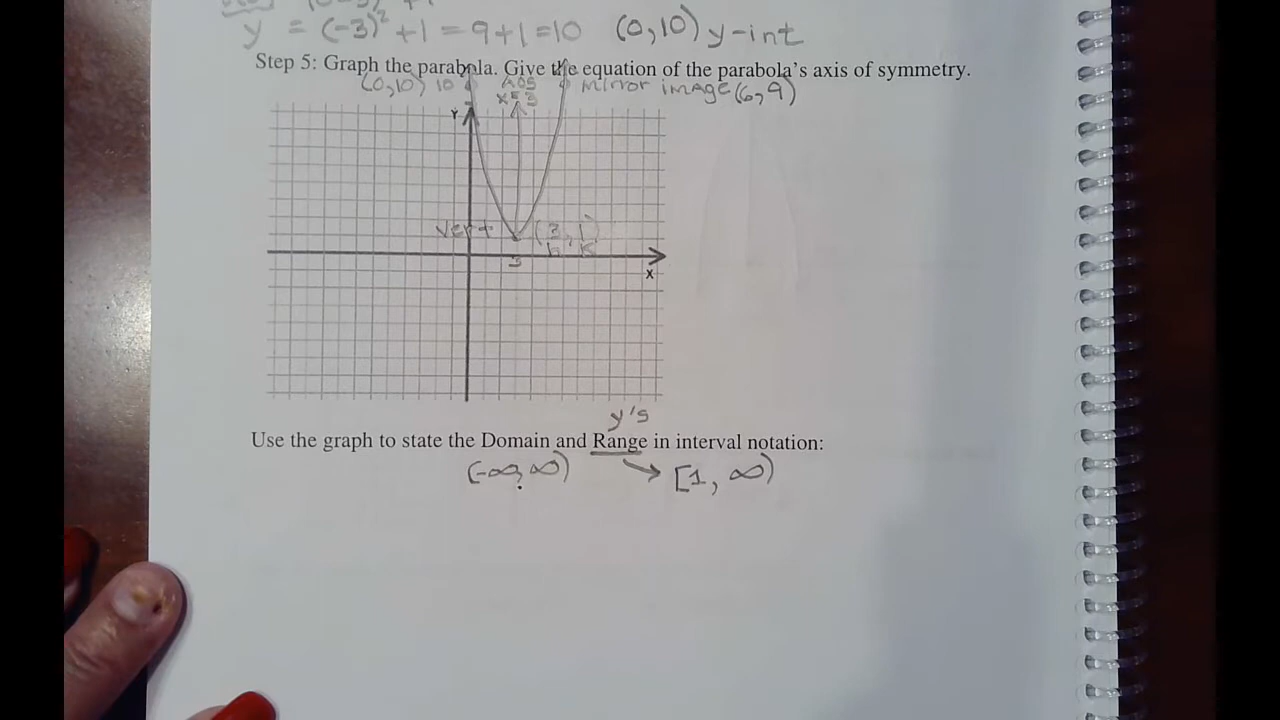 y = (-3)² + 1 = 9+1=10 (0,10) y-int
Step 5: Graph the parabola. Give the equation of the parabola's axis of symmetry.
(0,10) 10 AOS mirror image (6,9)
x=3
Y
Vert (3,1)
h, k
3
x
y's
Use the graph to state the Domain and Range in interval notation:
(-∞,∞) → [1, ∞)